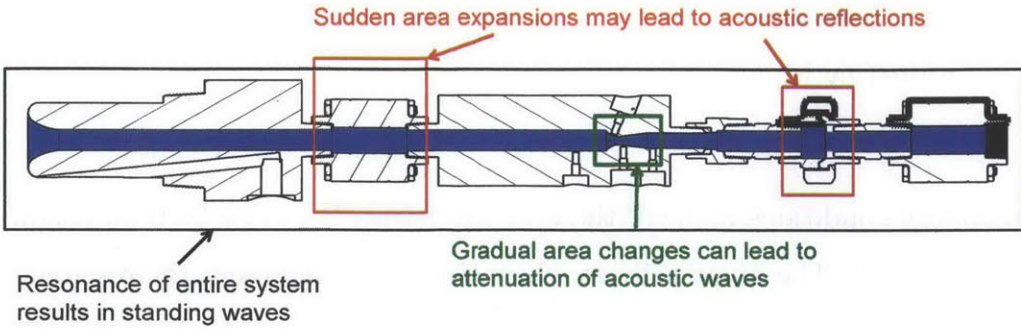 Sudden area expansions may lead to acoustic reflections
Gradual area changes can lead to
attenuation of acoustic waves
Resonance of entire system
results in standing waves